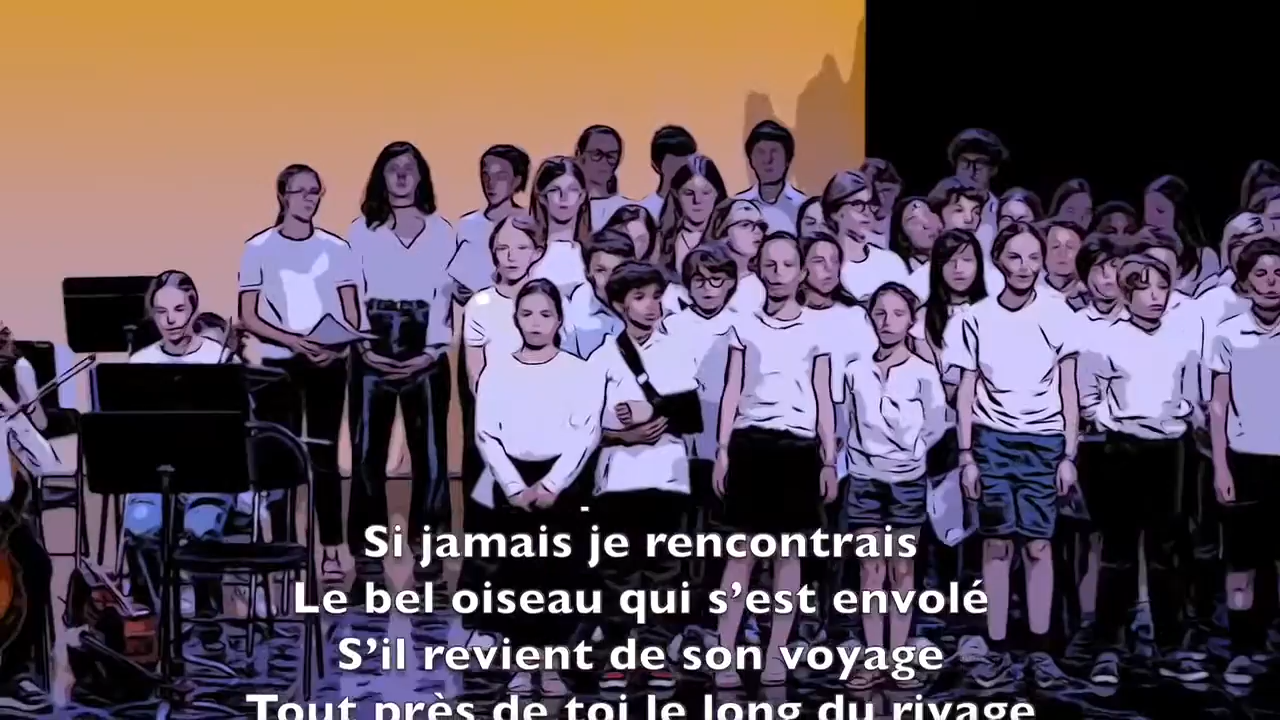 Si jamais je rencontrais
Le bel oiseau qui s’est envolé
S’il revient de son voyage
Tout près de toi le long du rivage